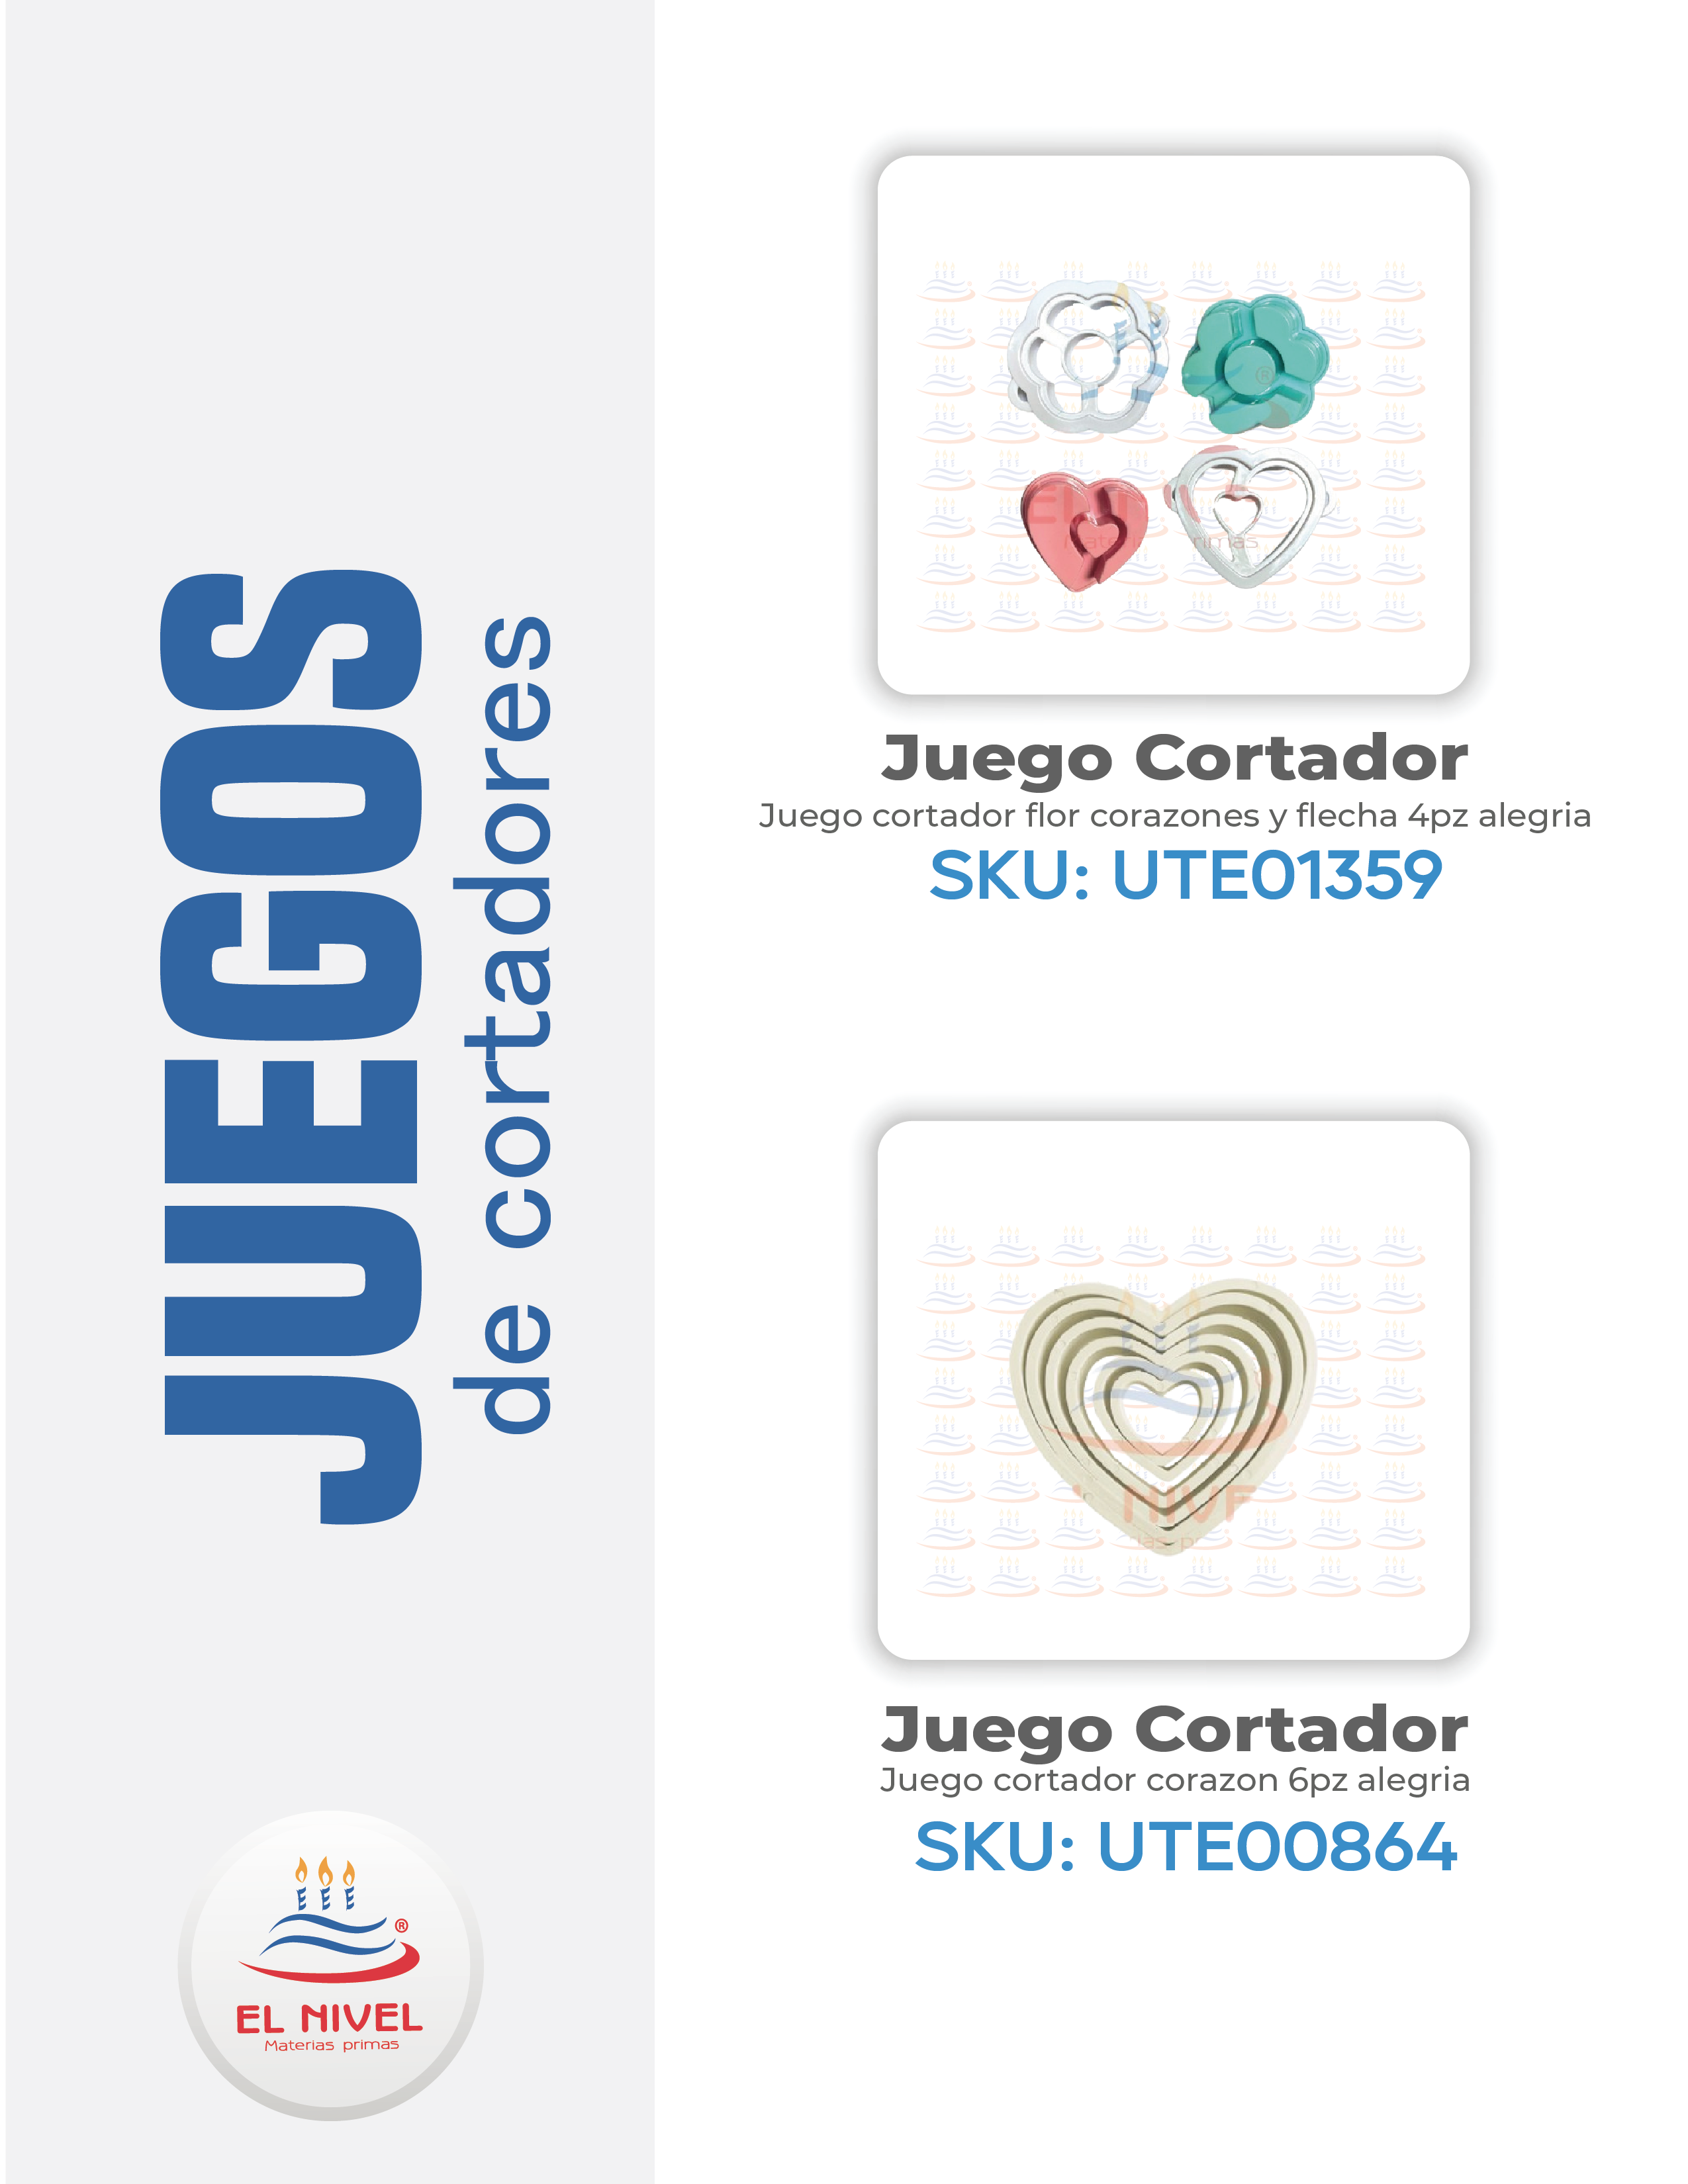 JUEGOS
de cortadores
Juego Cortador
Juego cortador flor corazones y flecha 4pz alegria
SKU: UTE01359
Juego Cortador
Juego cortador corazon 6pz alegria
SKU: UTE00864
®
EL NIVEL
Materias primas